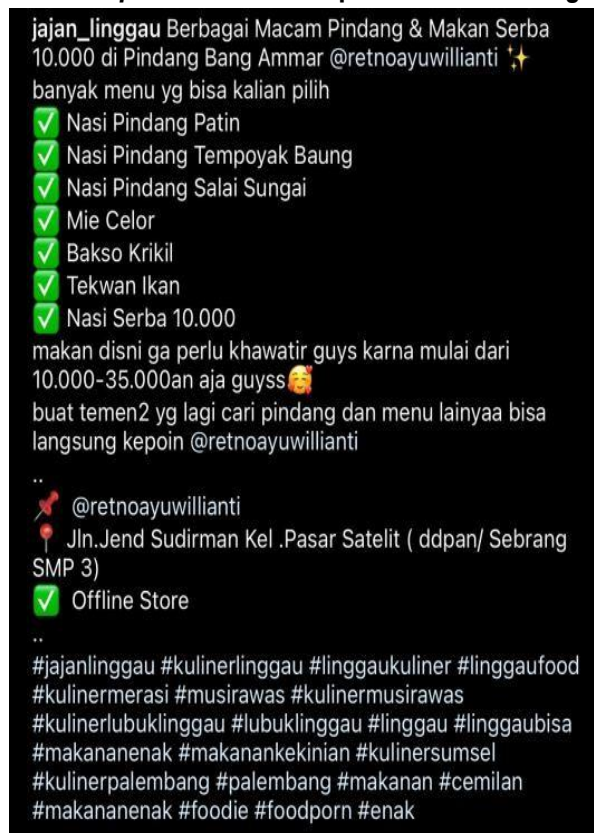 jajan_linggau Berbagai Macam Pindang & Makan Serba
10.000 di Pindang Bang Ammar @retnoayuwillianti ✨
banyak menu yg bisa kalian pilih
✅ Nasi Pindang Patin
✅ Nasi Pindang Tempoyak Baung
✅ Nasi Pindang Salai Sungai
✅ Mie Celor
✅ Bakso Krikil
✅ Tekwan Ikan
✅ Nasi Serba 10.000
makan disni ga perlu khawatir guys karna mulai dari
10.000-35.000an aja guyss🥰
buat temen2 yg lagi cari pindang dan menu lainyaa bisa
langsung kepoin @retnoayuwillianti
..
📌 @retnoayuwillianti
📍 Jln.Jend Sudirman Kel .Pasar Satelit ( ddpan/ Sebrang
SMP 3)
✅ Offline Store
..
#jajanlinggau #kulinerlinggau #linggaukuliner #linggaufood
#kulinermerasi #musirawas #kulinermusirawas
#kulinerlubuklinggau #lubuklinggau #linggau #linggaubisa
#makananenak #makanankekinian #kulinersumsel
#kulinerpalembang #palembang #makanan #cemilan
#makananenak #foodie #foodporn #enak